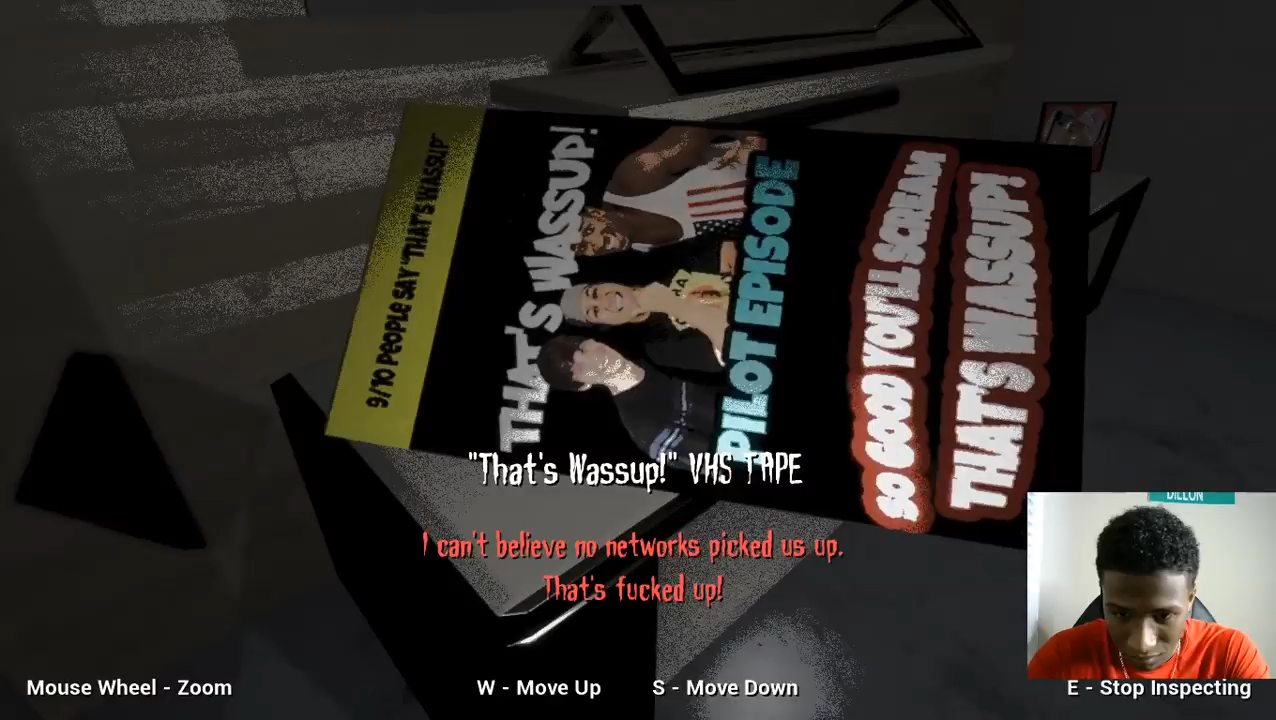 9/10 PEOPLE SAY "THAT'S WASSUP"
THAT'S WASSUP!
PILOT EPISODE
SO GOOD YOU'LL SCREAM
THAT'S WASSUP!
"That's Wassup!" VHS TAPE
I can't believe no networks picked us up.
That's fucked up!
DILLON
Mouse Wheel - Zoom
W - Move Up
S - Move Down
E - Stop Inspecting